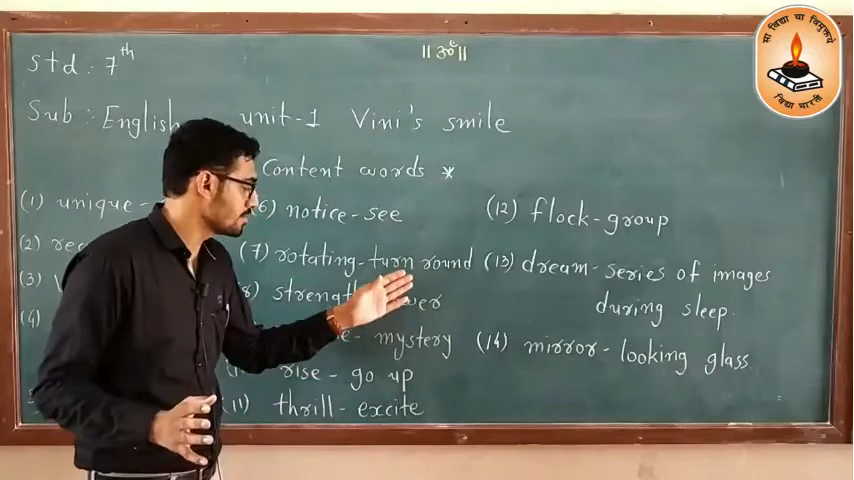 ॥ ॐ ॥
सा विद्या या विमुक्तये
विद्या भारती
std : 7th
Sub : English unit-1 Vini's smile
Content words *
(1) unique -
(2)
(3)
(4)
(6) notice - see
(7) rotating - turn round
8) strength
mystery
rise - go up
(11) thrill - excite
(12) flock - group
(13) dream - series of images
during sleep.
(14) mirror - looking glass.